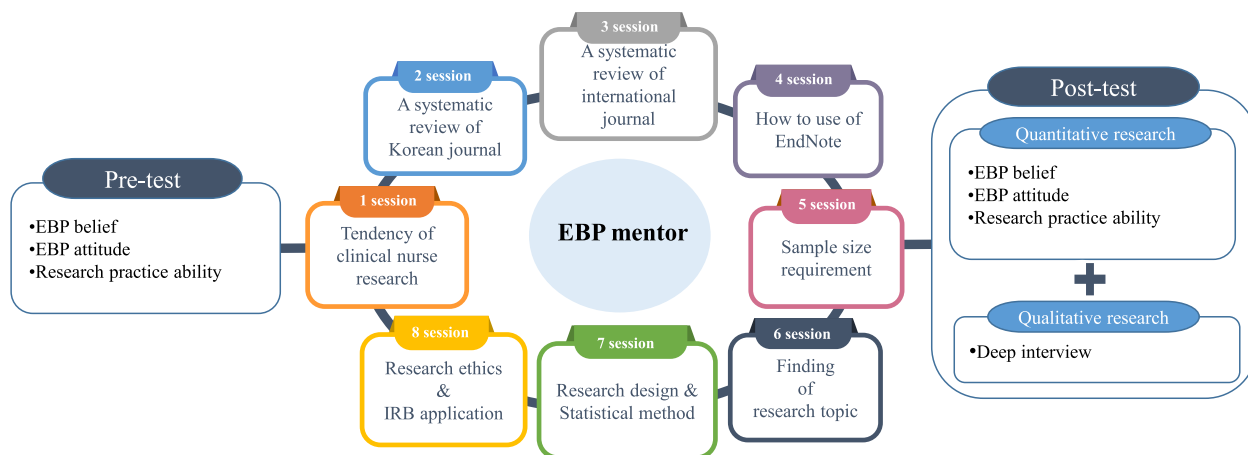 Pre-test
•EBP belief
•EBP attitude
•Research practice ability
1 session
Tendency of
clinical nurse
research
2 session
A systematic
review of
Korean journal
3 session
A systematic
review of
international
journal
4 session
How to use of
EndNote
5 session
Sample size
requirement
6 session
Finding
of
research topic
7 session
Research design &
Statistical method
8 session
Research ethics
&
IRB application
EBP mentor
Post-test
Quantitative research
•EBP belief
•EBP attitude
•Research practice ability
Qualitative research
•Deep interview